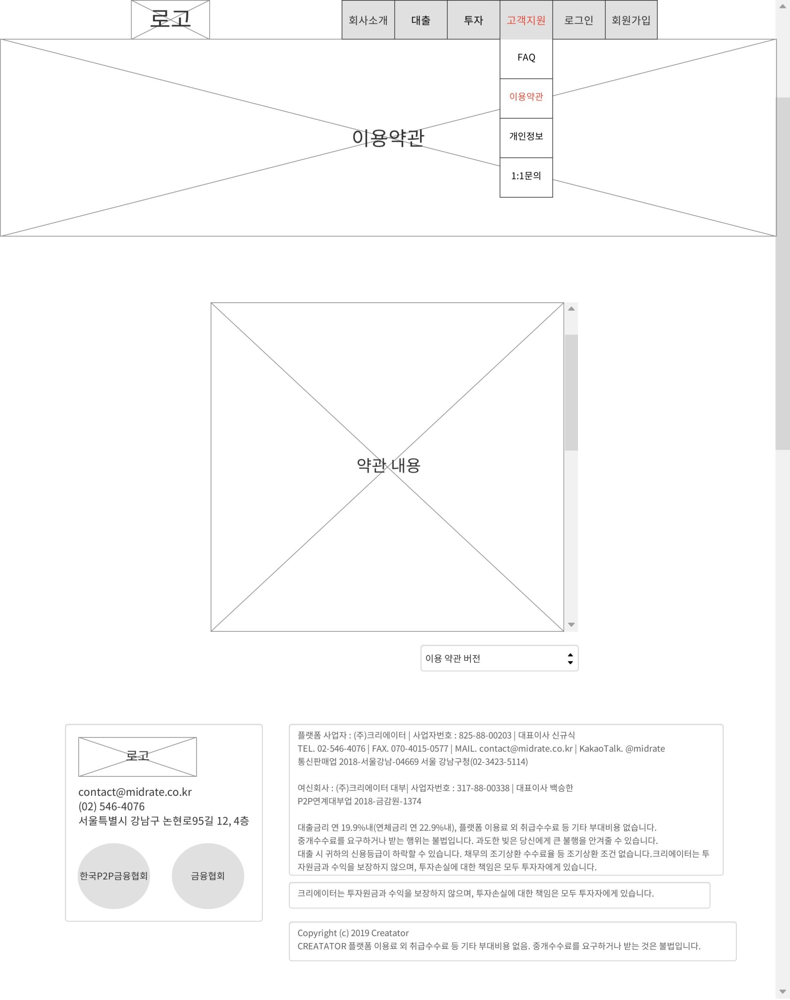 로고
회사소개
대출
투자
고객지원
로그인
회원가입
FAQ
이용약관
개인정보
1:1문의
이용약관
약관 내용
이용 약관 버전
로고
contact@midrate.co.kr
(02) 546-4076
서울특별시 강남구 논현로95길 12, 4층
한국P2P금융협회
금융협회
플랫폼 사업자 : (주)크리에이터 | 사업자번호 : 825-88-00203 | 대표이사 신규식
TEL. 02-546-4076 | FAX. 070-4015-0577 | MAIL. contact@midrate.co.kr | KakaoTalk. @midrate
통신판매업 2018-서울강남-04669 서울 강남구청(02-3423-5114)
여신회사 : (주)크리에이터 대부| 사업자번호 : 317-88-00338 | 대표이사 백승한
P2P연계대부업 2018-금감원-1374
대출금리 연 19.9%내(연체금리 연 22.9%내), 플랫폼 이용료 외 취급수수료 등 기타 부대비용 없습니다.
중개수수료를 요구하거나 받는 행위는 불법입니다. 과도한 빚은 당신에게 큰 불행을 안겨줄 수 있습니다.
대출 시 귀하의 신용등급이 하락할 수 있습니다. 채무의 조기상환 수수료율 등 조기상환 조건 없습니다.크리에이터는 투
자원금과 수익을 보장하지 않으며, 투자손실에 대한 책임은 모두 투자자에게 있습니다.
크리에이터는 투자원금과 수익을 보장하지 않으며, 투자손실에 대한 책임은 모두 투자자에게 있습니다.
Copyright (c) 2019 Creatator
CREATATOR 플랫폼 이용료 외 취급수수료 등 기타 부대비용 없음. 중개수수료를 요구하거나 받는 것은 불법입니다.